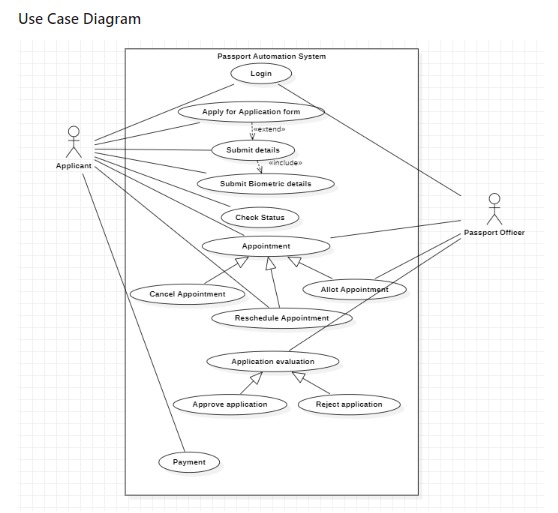 Use Case Diagram
Passport Automation System
Login
Apply for Application form
«extend»
Submit details
«include»
Applicant
Submit Biometric details
Check Status
Passport Officer
Appointment
Cancel Appointment
Allot Appointment
Reschedule Appointment
Application evaluation
Approve application
Reject application
Payment